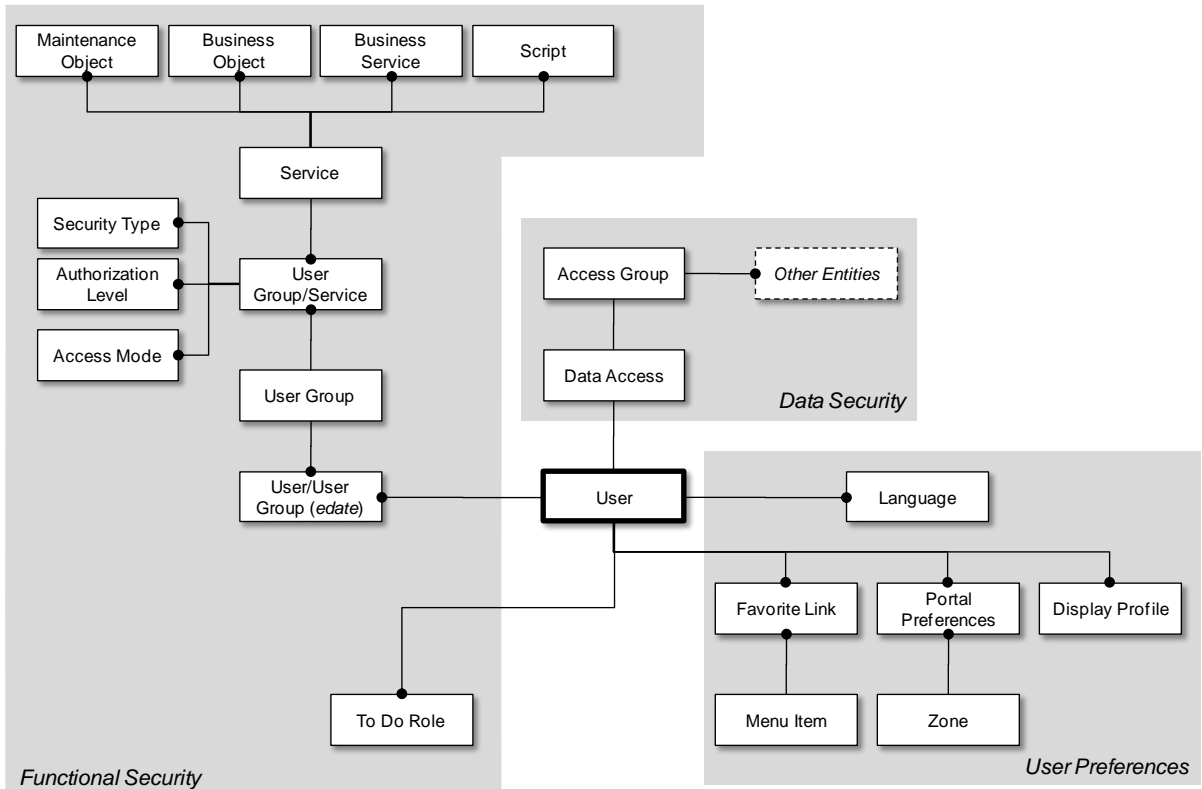 Maintenance
Object
Business
Object
Business
Service
Script
Service
Security Type
Authorization
Level
Access Mode
User
Group/Service
User Group
User/User
Group (edate)
To Do Role
Functional Security
Access Group
Other Entities
Data Access
Data Security
User
Language
Favorite Link
Portal
Preferences
Display Profile
Menu Item
Zone
User Preferences